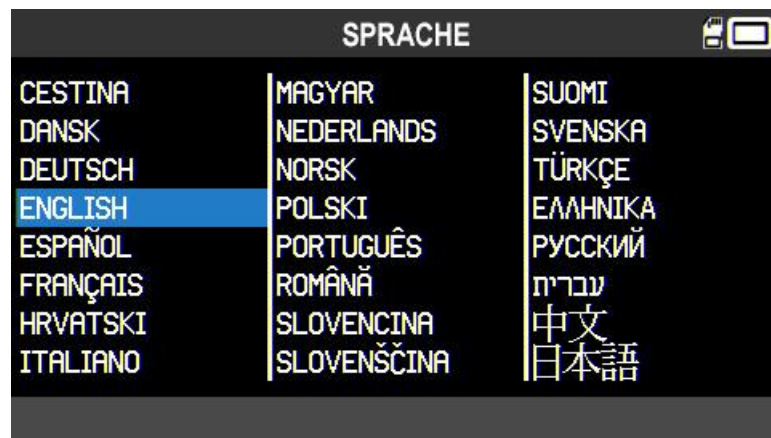 SPRACHE
CESTINA
DANSK
DEUTSCH
ENGLISH
ESPAÑOL
FRANÇAIS
HRVATSKI
ITALIANO
MAGYAR
NEDERLANDS
NORSK
POLSKI
PORTUGUÊS
ROMÂNĂ
SLOVENCINA
SLOVENŠČINA
SUOMI
SVENSKA
TÜRKÇE
ΕΛΛΗΝΙΚΑ
РУССКИЙ
עברית
中文
日本語